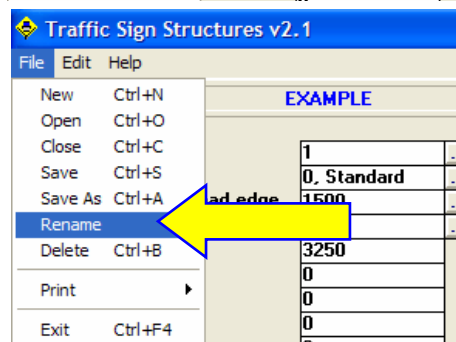 Traffic Sign Structures v2.1
File Edit Help
New Ctrl+N
Open Ctrl+O
Close Ctrl+C
Save Ctrl+S
Save As Ctrl+A
Rename
Delete Ctrl+B
Print
Exit Ctrl+F4
EXAMPLE
1
0, Standard
edge 1500
3250
0
0
0